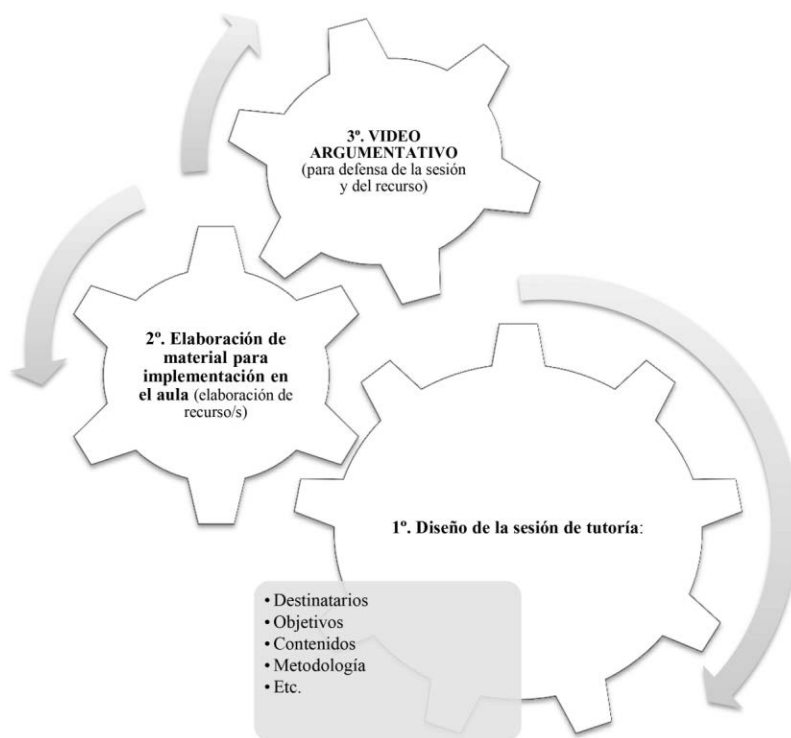 3º. VIDEO
ARGUMENTATIVO
(para defensa de la sesión
y del recurso)
2º. Elaboración de
material para
implementación en
el aula (elaboración de
recurso/s)
1º. Diseño de la sesión de tutoría:
• Destinatarios
• Objetivos
• Contenidos
• Metodología
• Etc.